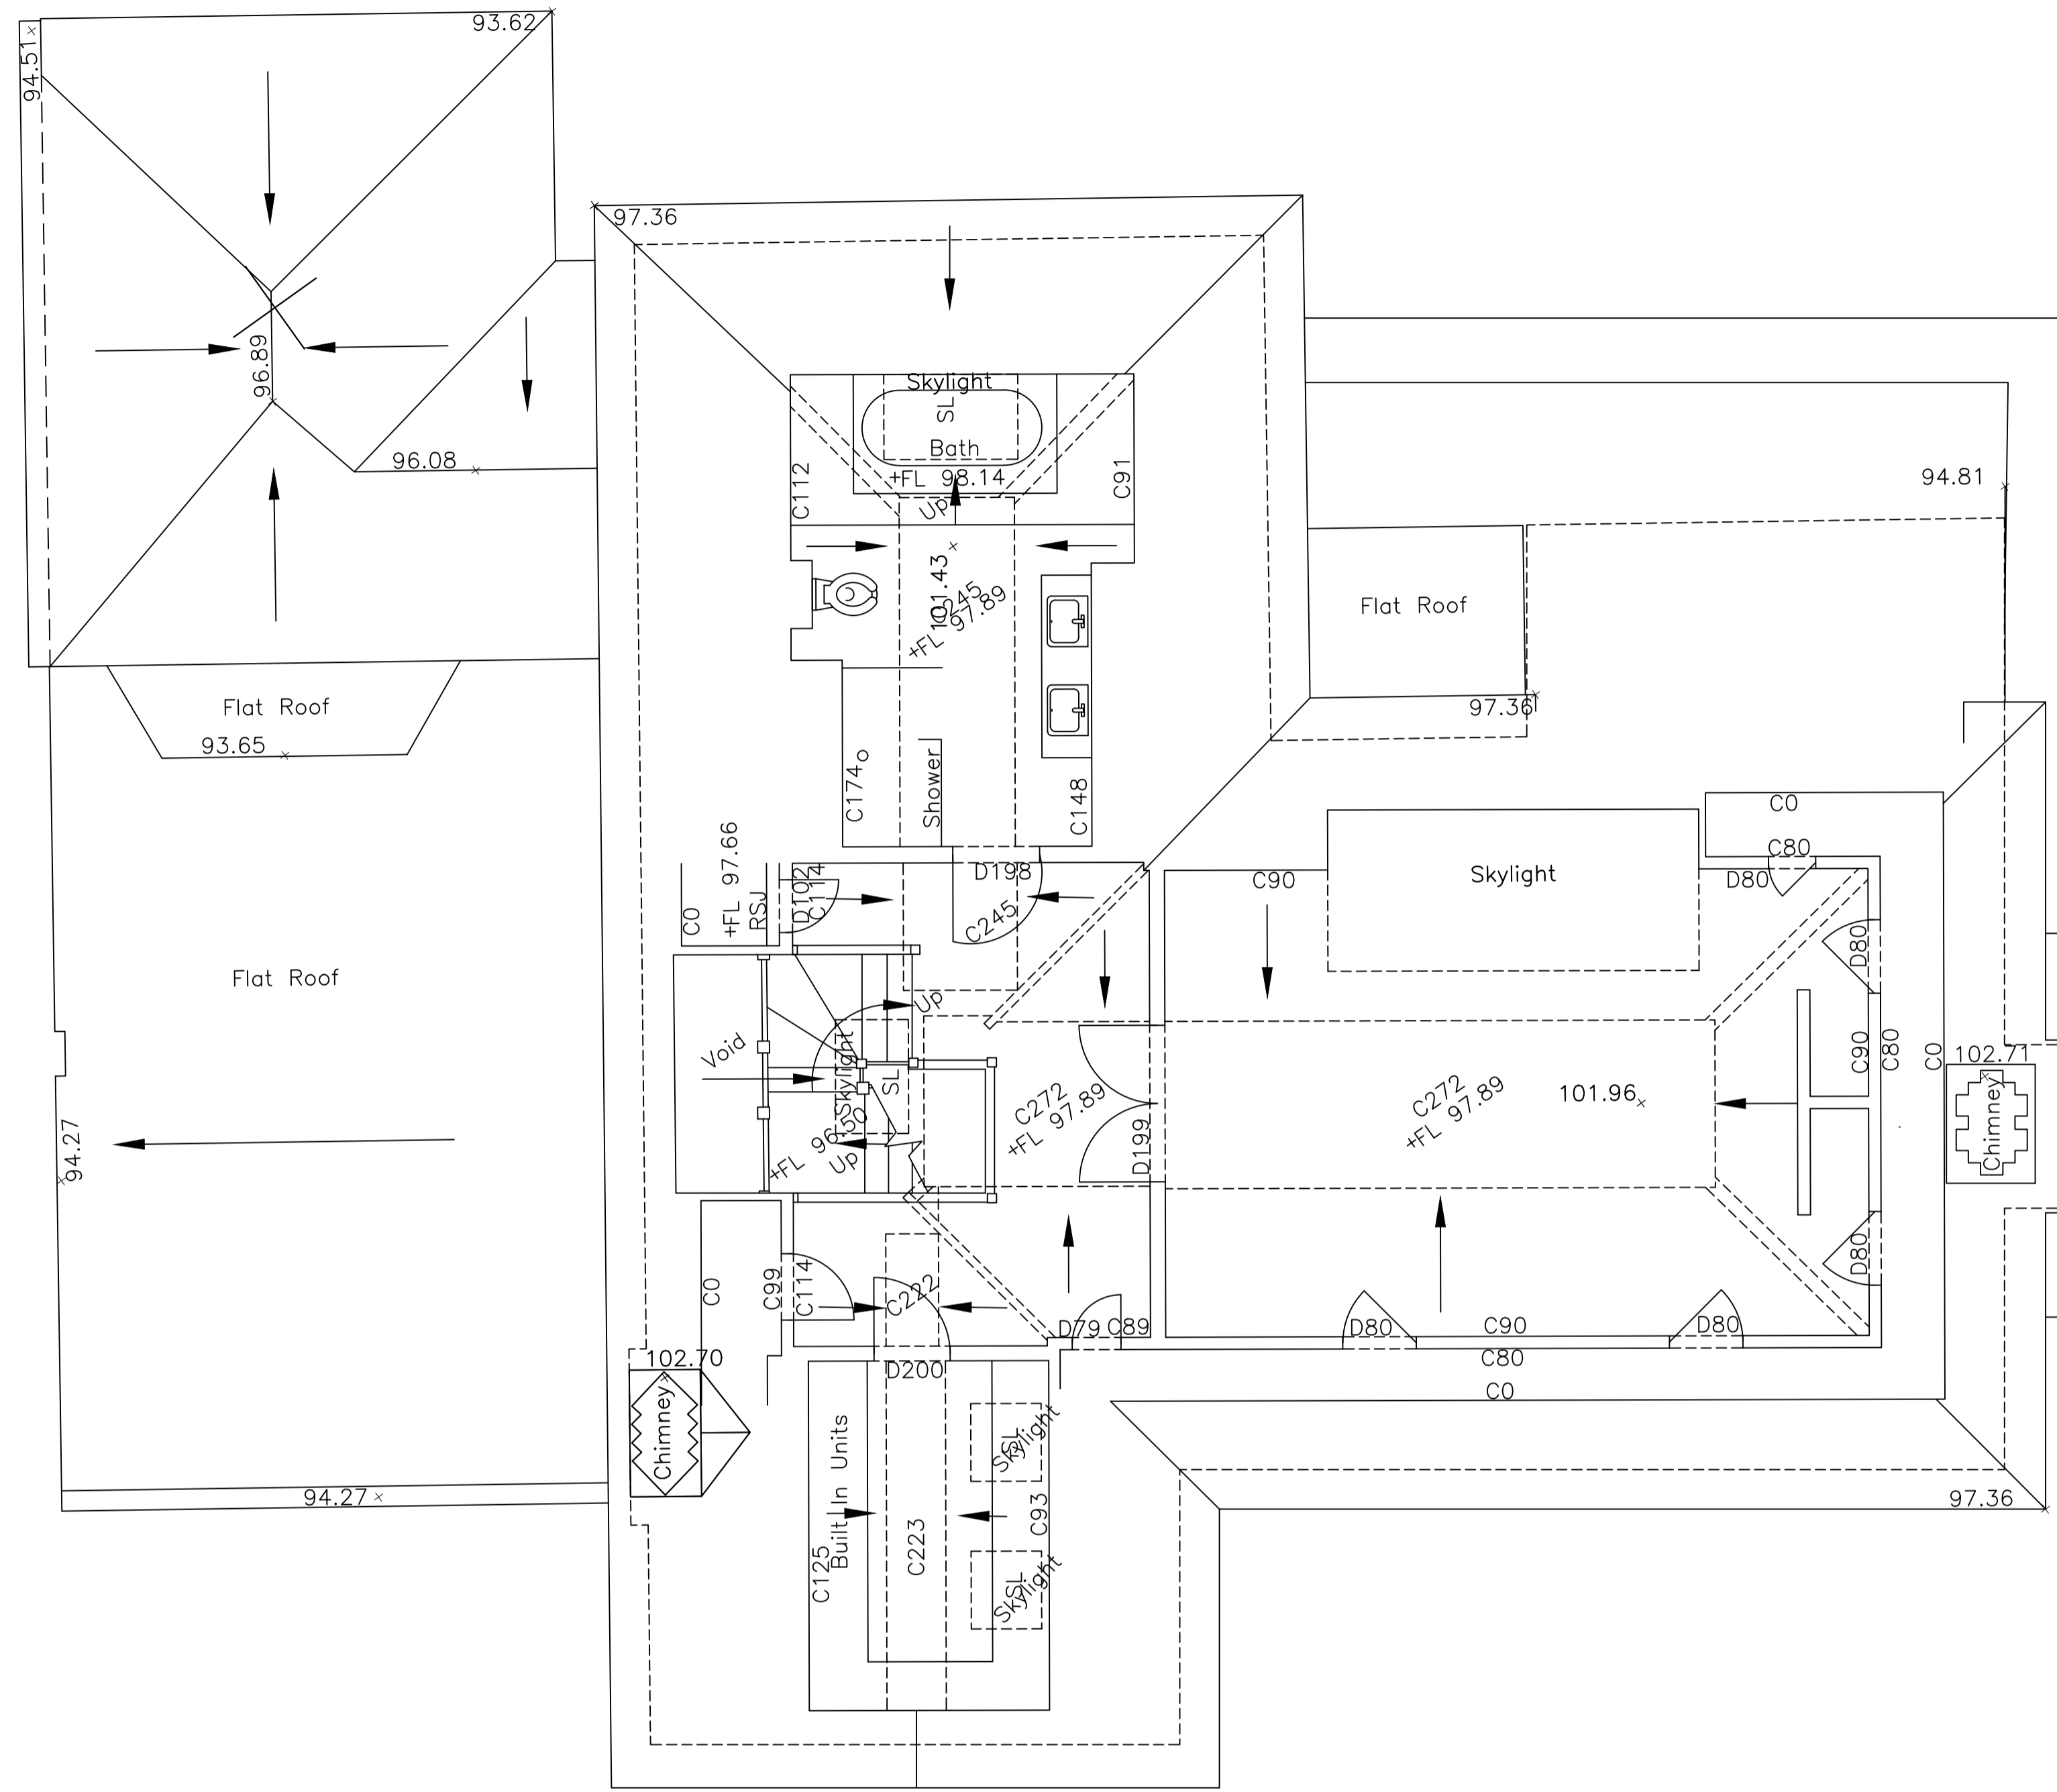 93.62
94.51
97.36
96.89
Skylight
SL
Bath
96.08
C112
C91
+FL 98.14
Up
94.81
101.43
C245
+FL 97.89
Flat Roof
Flat Roof
97.36
93.65
C174
Shower
C148
C0
+FL 97.66
RSJ
D102
C114
D198
C245
C0
C80
D80
C90
Skylight
D80
Flat Roof
Up
Void
Skylight
SL
C272
+FL 97.89
C272
+FL 97.89
101.96
C90
C80
C0
102.71
Chimney
94.27
+FL 96.50
Up
D199
D80
C0
C99
C114
C222
D79
C89
D80
C90
D80
C80
C0
102.70
Chimney
D200
Built In Units
SL
Skylight
C93
C125
C223
SL
Skylight
94.27
97.36